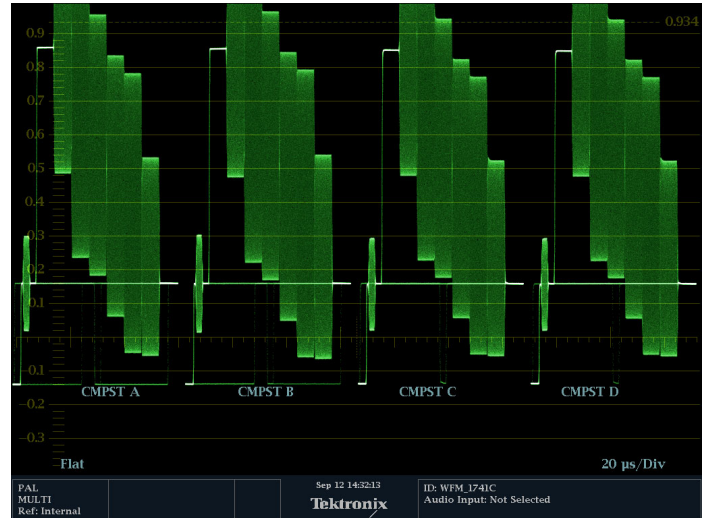 0.9
0.934
0.8
0.7
0.6
0.5
0.4
0.3
0.2
0.1
0.1
CMPST A CMPST B CMPST C CMPST D
-0.2
-0.3
Flat 20 µs/Div
PAL
MULTI
Ref: Internal
Sep 12 14:32:13
Tektronix
ID: WFM_1741C
Audio Input: Not Selected